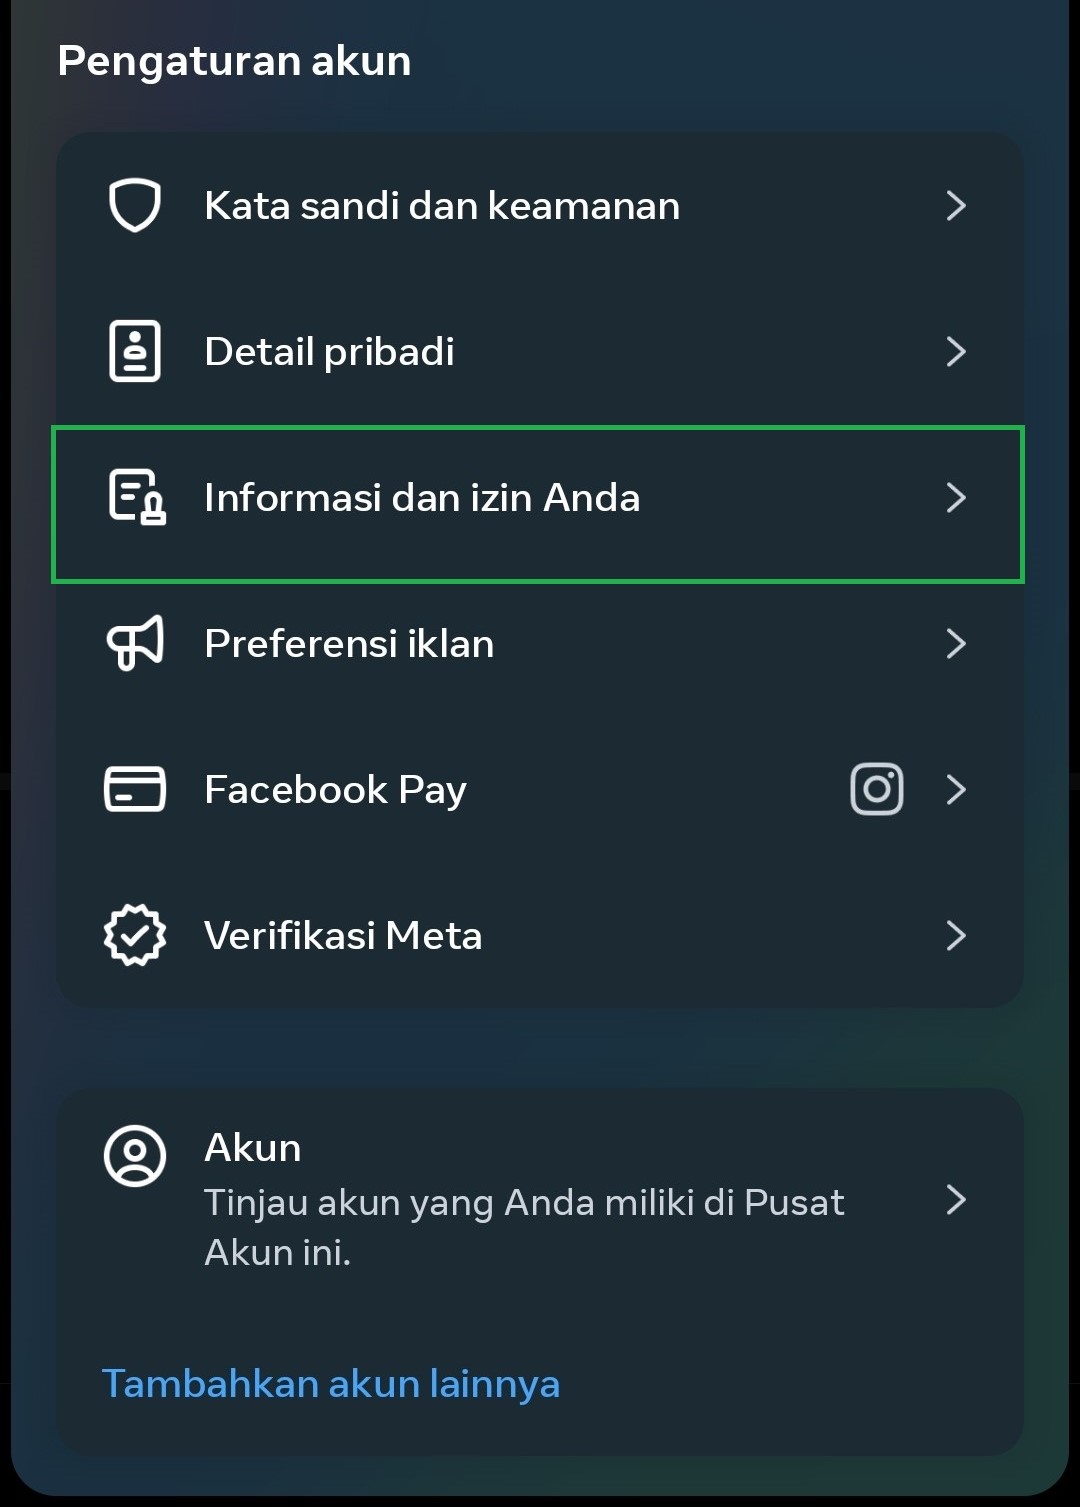 Pengaturan akun
Kata sandi dan keamanan
Detail pribadi
Informasi dan izin Anda
Preferensi iklan
Facebook Pay
Verifikasi Meta
Akun
Tinjau akun yang Anda miliki di Pusat
Akun ini.
Tambahkan akun lainnya